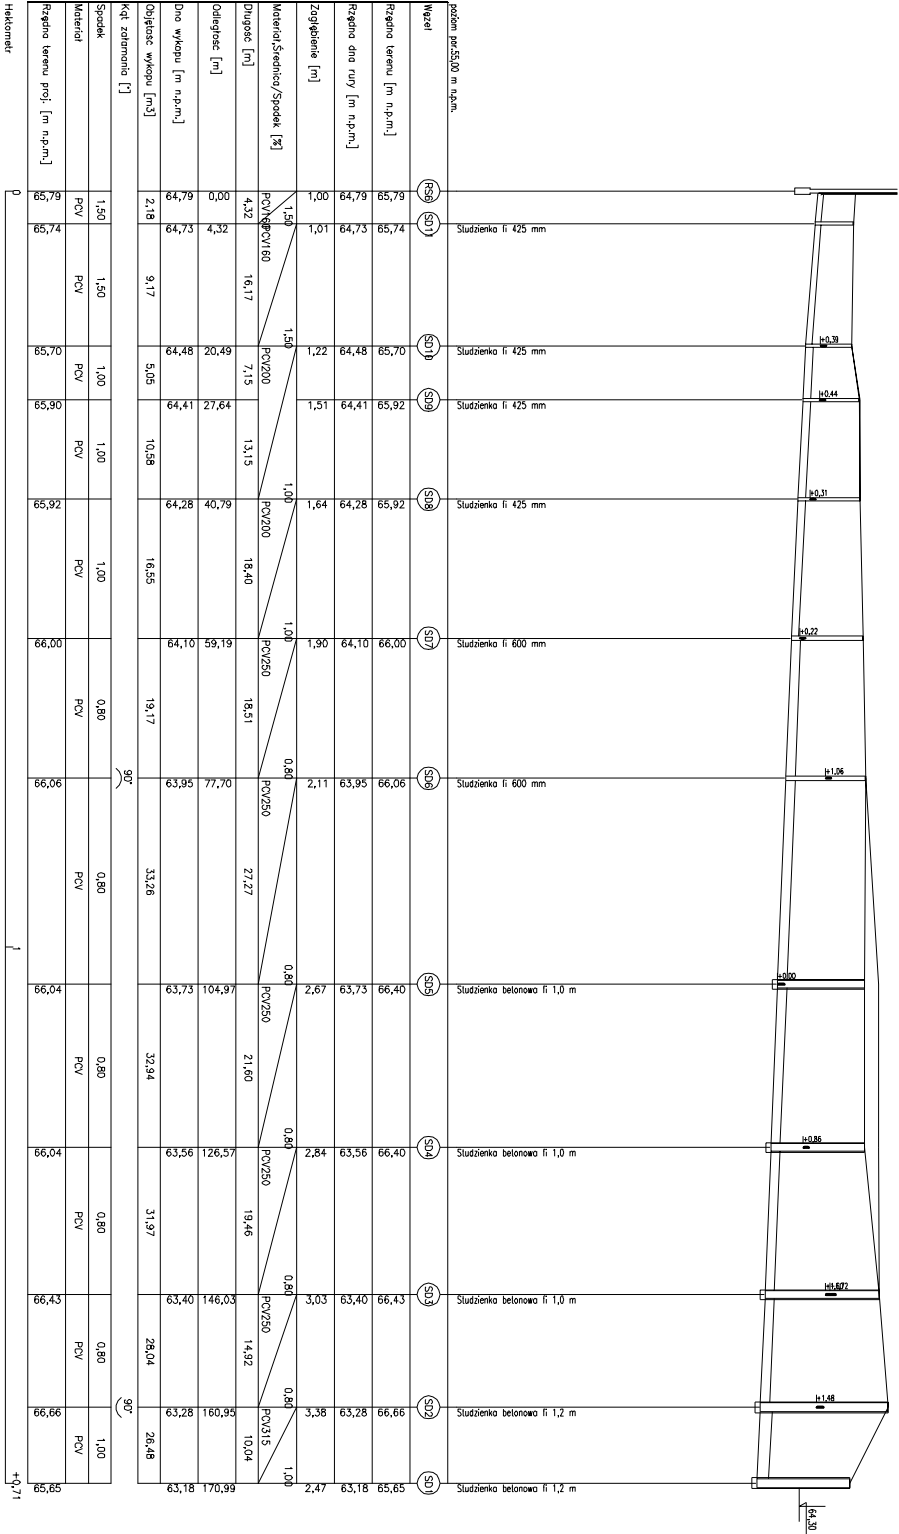 poziom por.55,00 m n.p.m.
Węzeł RS6 SD11 SD10 SD9 SD8 SD7 SD6 SD5 SD4 SD3 SD2 SD1
Rzędna terenu [m n.p.m.] 65,79 65,74 65,70 65,92 65,92 66,00 66,06 66,40 66,40 66,43 66,66 65,65
Rzędna dna rury [m n.p.m.] 64,79 64,73 64,48 64,41 64,28 64,10 63,95 63,73 63,56 63,40 63,28 63,18
Zagłębienie [m] 1,00 1,01 1,22 1,51 1,64 1,90 2,11 2,67 2,84 3,03 3,38 2,47
Materiał,Średnica/Spadek [%] PCV160 1,50 PCV160 1,50 PCV200 1,00 PCV200 1,00 PCV250 0,80 PCV250 0,80 PCV250 0,80 PCV250 0,80 PCV250 0,80 PCV315 1,00
Długość [m] 4,32 16,17 7,15 13,15 18,40 18,51 27,27 21,60 19,46 14,92 10,04
Odległość [m] 0,00 4,32 20,49 27,64 40,79 59,19 77,70 104,97 126,57 146,03 160,95 170,99
Dno wykopu [m n.p.m.] 64,79 64,73 64,48 64,41 64,28 64,10 63,95 63,73 63,56 63,40 63,28 63,18
Objętość wykopu [m3] 2,18 9,17 5,05 10,58 16,55 19,17 33,26 32,94 31,97 28,04 26,48
Kąt załamania [°] 90° 90°
Spadek 1,50 1,50 1,00 1,00 1,00 0,80 0,80 0,80 0,80 0,80 1,00
Materiał PCV PCV PCV PCV PCV PCV PCV PCV PCV PCV PCV
Rzędna terenu proj. [m n.p.m.] 65,79 65,74 65,70 65,90 65,92 66,00 66,06 66,04 66,04 66,43 66,66 65,65
Hektometr 0 1 +0,71
Studzienka fi 425 mm
Studzienka fi 425 mm
Studzienka fi 425 mm
Studzienka fi 425 mm
Studzienka fi 600 mm
Studzienka fi 600 mm
Studzienka betonowa fi 1,0 m
Studzienka betonowa fi 1,0 m
Studzienka betonowa fi 1,0 m
Studzienka betonowa fi 1,2 m
Studzienka betonowa fi 1,2 m
H+0,39
H+0,44
H+0,31
H+0,22
H+1,06
H+0,00
H+0,86
H+1,48
64,30